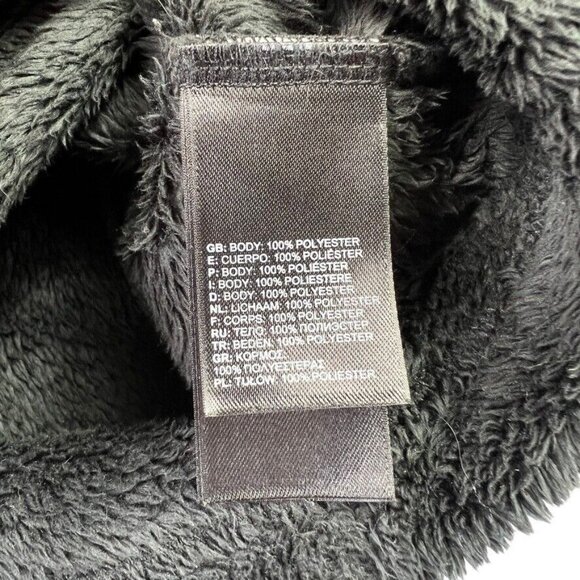 GB: BODY: 100% POLYESTER
E: CUERPO: 100% POLIÉSTER
P: BODY: 100% POLIÉSTER
I: BODY: 100% POLIESTERE
D: BODY: 100% POLYESTER
NL: LICHAAM: 100% POLYESTER
F: CORPS: 100% POLYESTER
RU: ТЕЛО: 100% ПОЛИЭСТЕР
TR: BEDEN: 100% POLYESTER
GR: ΚΟΡΜΟΣ:
100% ΠΟΛΥΕΣΤΕΡΑΣ
PL: TUŁÓW: 100% POLYESTER